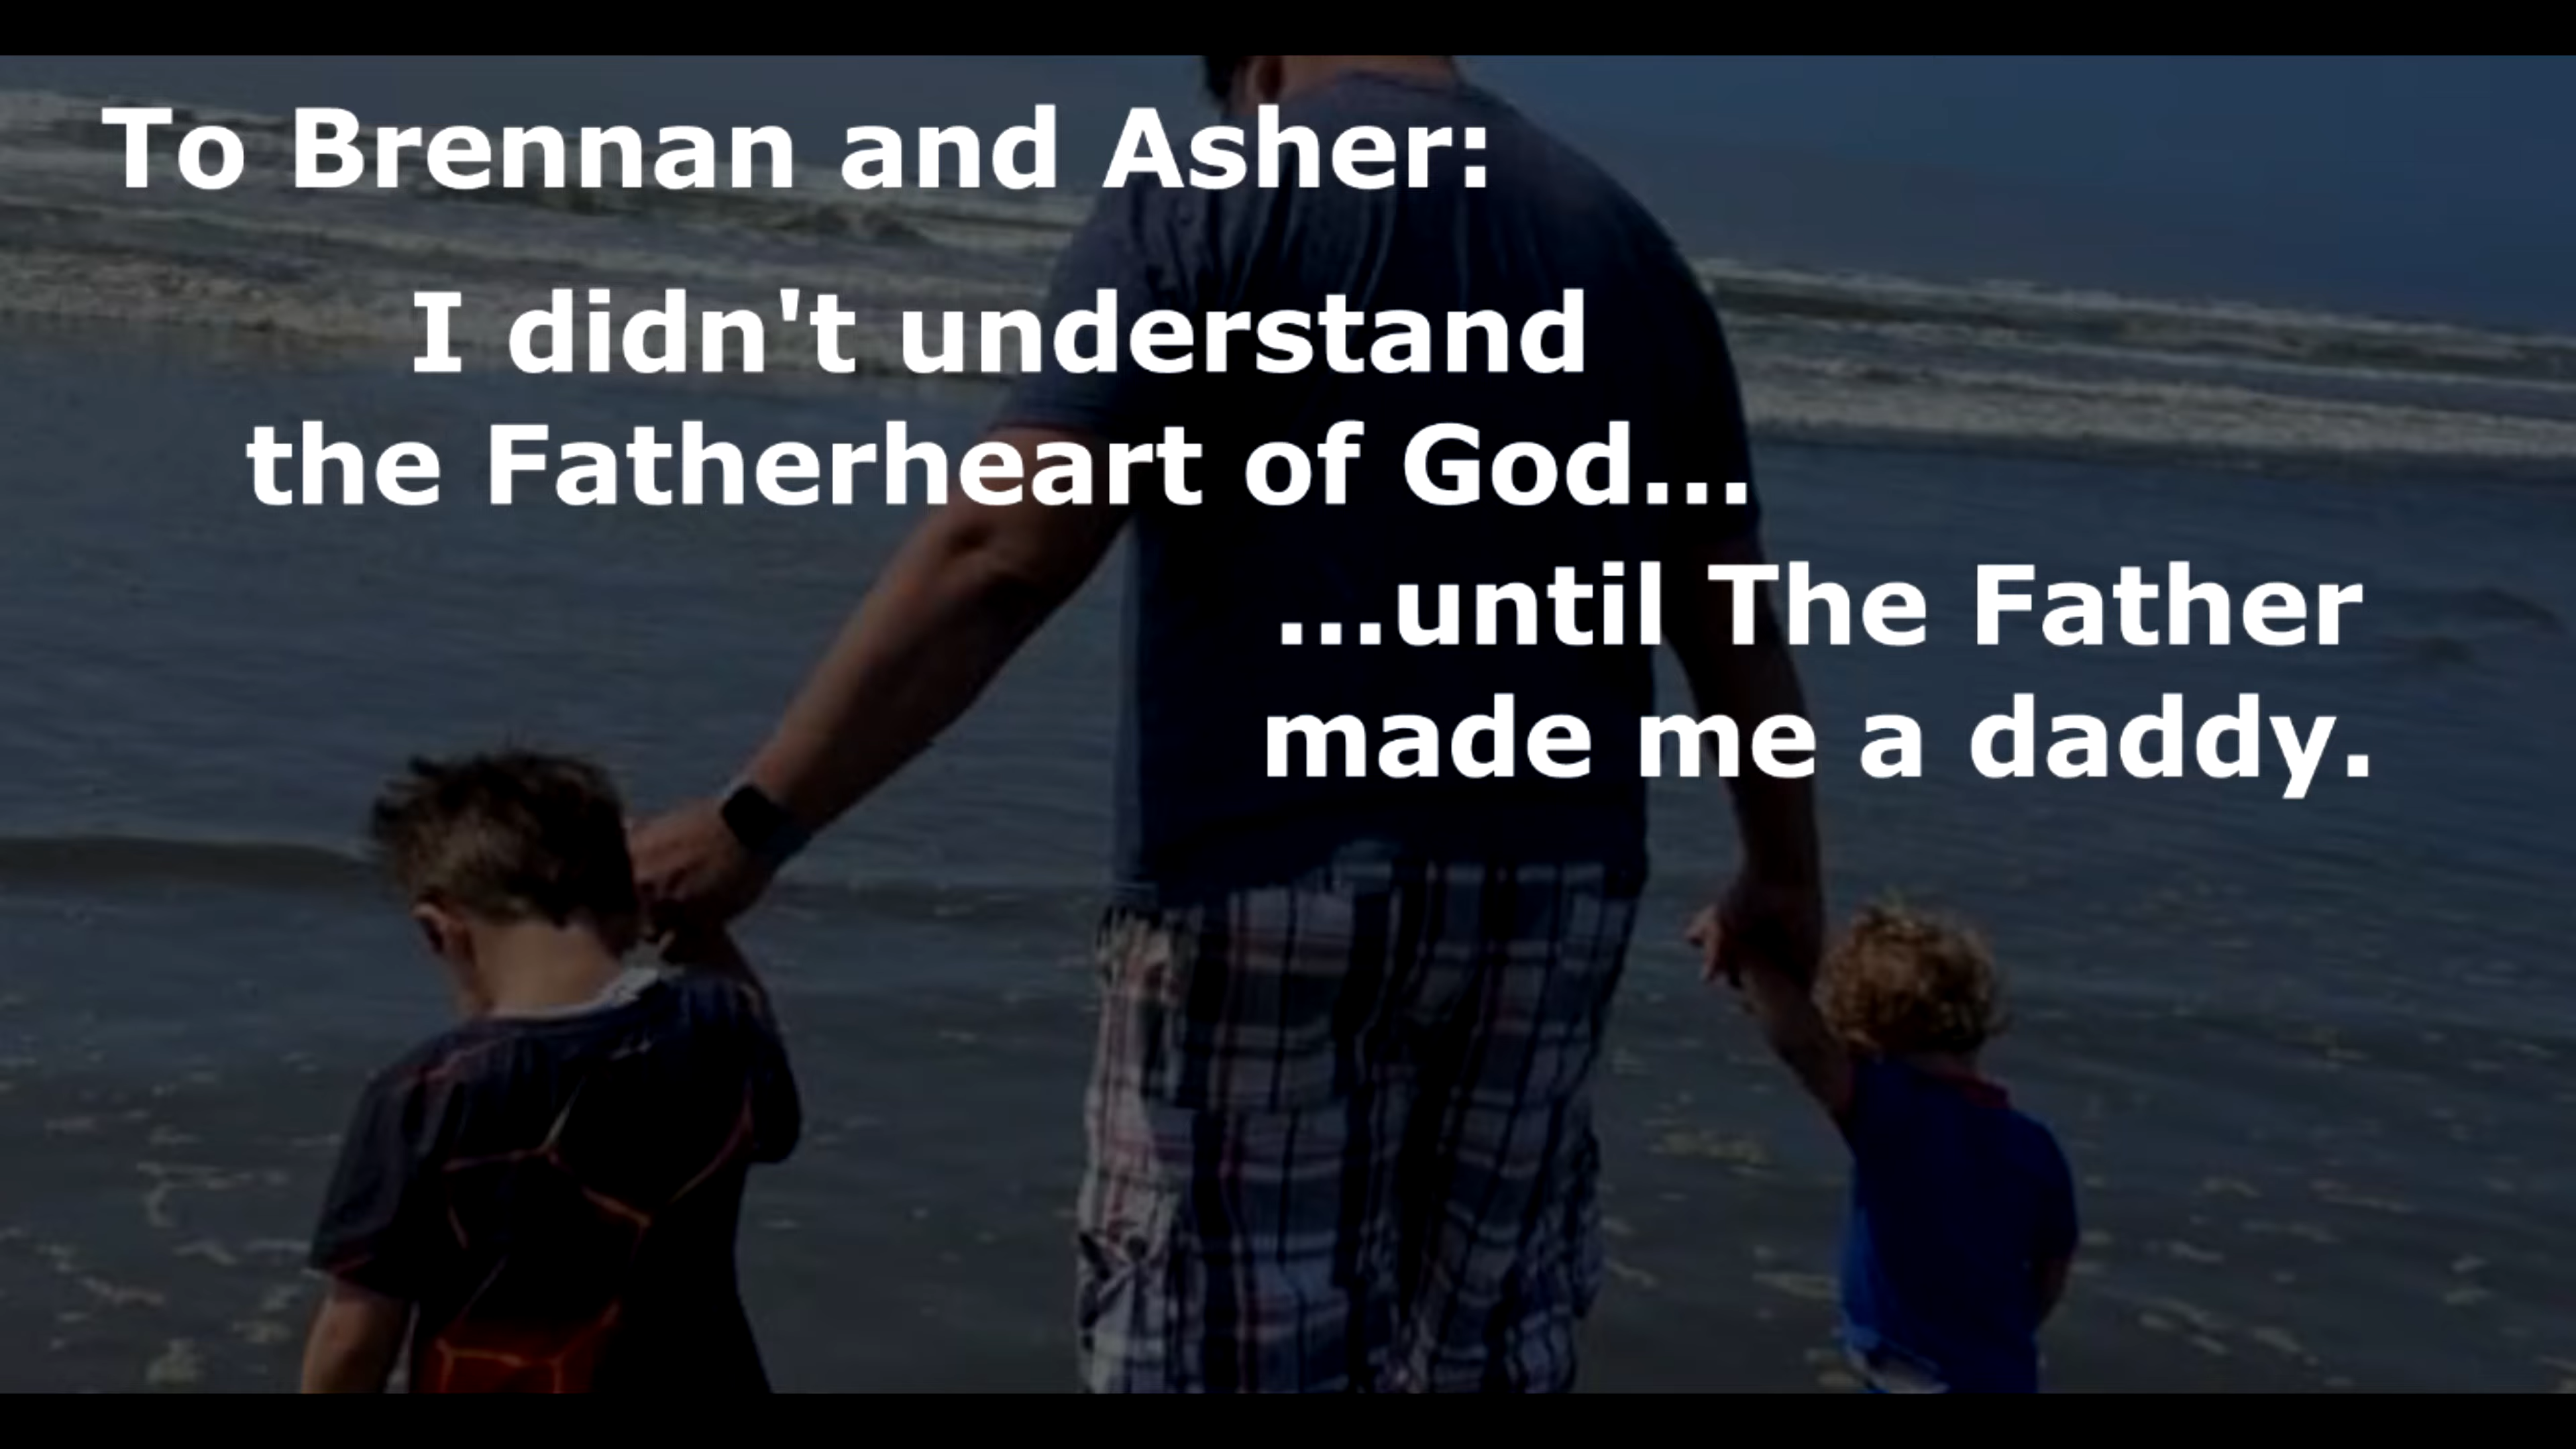 To Brennan and Asher:
I didn't understand
the Fatherheart of God...
...until The Father
made me a daddy.